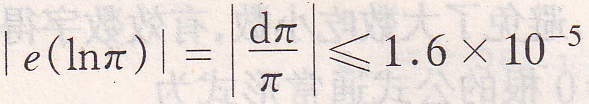 |e(lnπ)| = |dπ/π| ⩽ 1.6 × 10⁻⁵